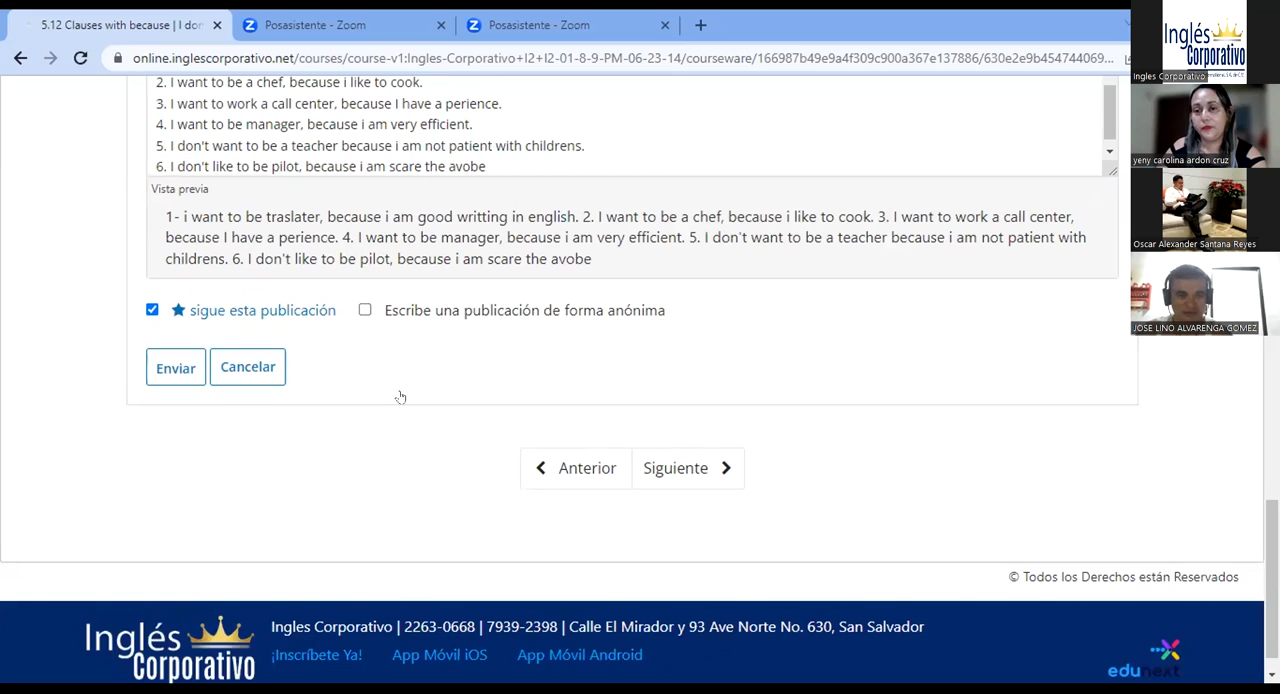 5.12 Clauses with because | I don
Posasistente - Zoom
Posasistente - Zoom
online.inglescorporativo.net/courses/course-v1:Ingles-Corporativo+I2+I2-01-8-9-PM-06-23-14/courseware/166987b49e9a4f309c900a367e137886/630e2e9b454744069...
2. I want to be a chef, because i like to cook.
3. I want to work a call center, because I have a perience.
4. I want to be manager, because i am very efficient.
5. I don't want to be a teacher because i am not patient with childrens.
6. I don't like to be pilot, because i am scare the avobe
Vista previa
1- i want to be traslater, because i am good writting in english. 2. I want to be a chef, because i like to cook. 3. I want to work a call center,
because I have a perience. 4. I want to be manager, because i am very efficient. 5. I don't want to be a teacher because i am not patient with
childrens. 6. I don't like to be pilot, because i am scare the avobe
sigue esta publicación
Escribe una publicación de forma anónima
Enviar
Cancelar
Anterior
Siguiente
© Todos los Derechos están Reservados
Inglés
Corporativo
Ingles Corporativo | 2263-0668 | 7939-2398 | Calle El Mirador y 93 Ave Norte No. 630, San Salvador
¡Inscríbete Ya!
App Móvil iOS
App Móvil Android
edunext
Inglés
Corporativo
Ingles Corporativo
yeny carolina ardon cruz
Oscar Alexander Santana Reyes
JOSE LINO ALVARENGA GOMEZ